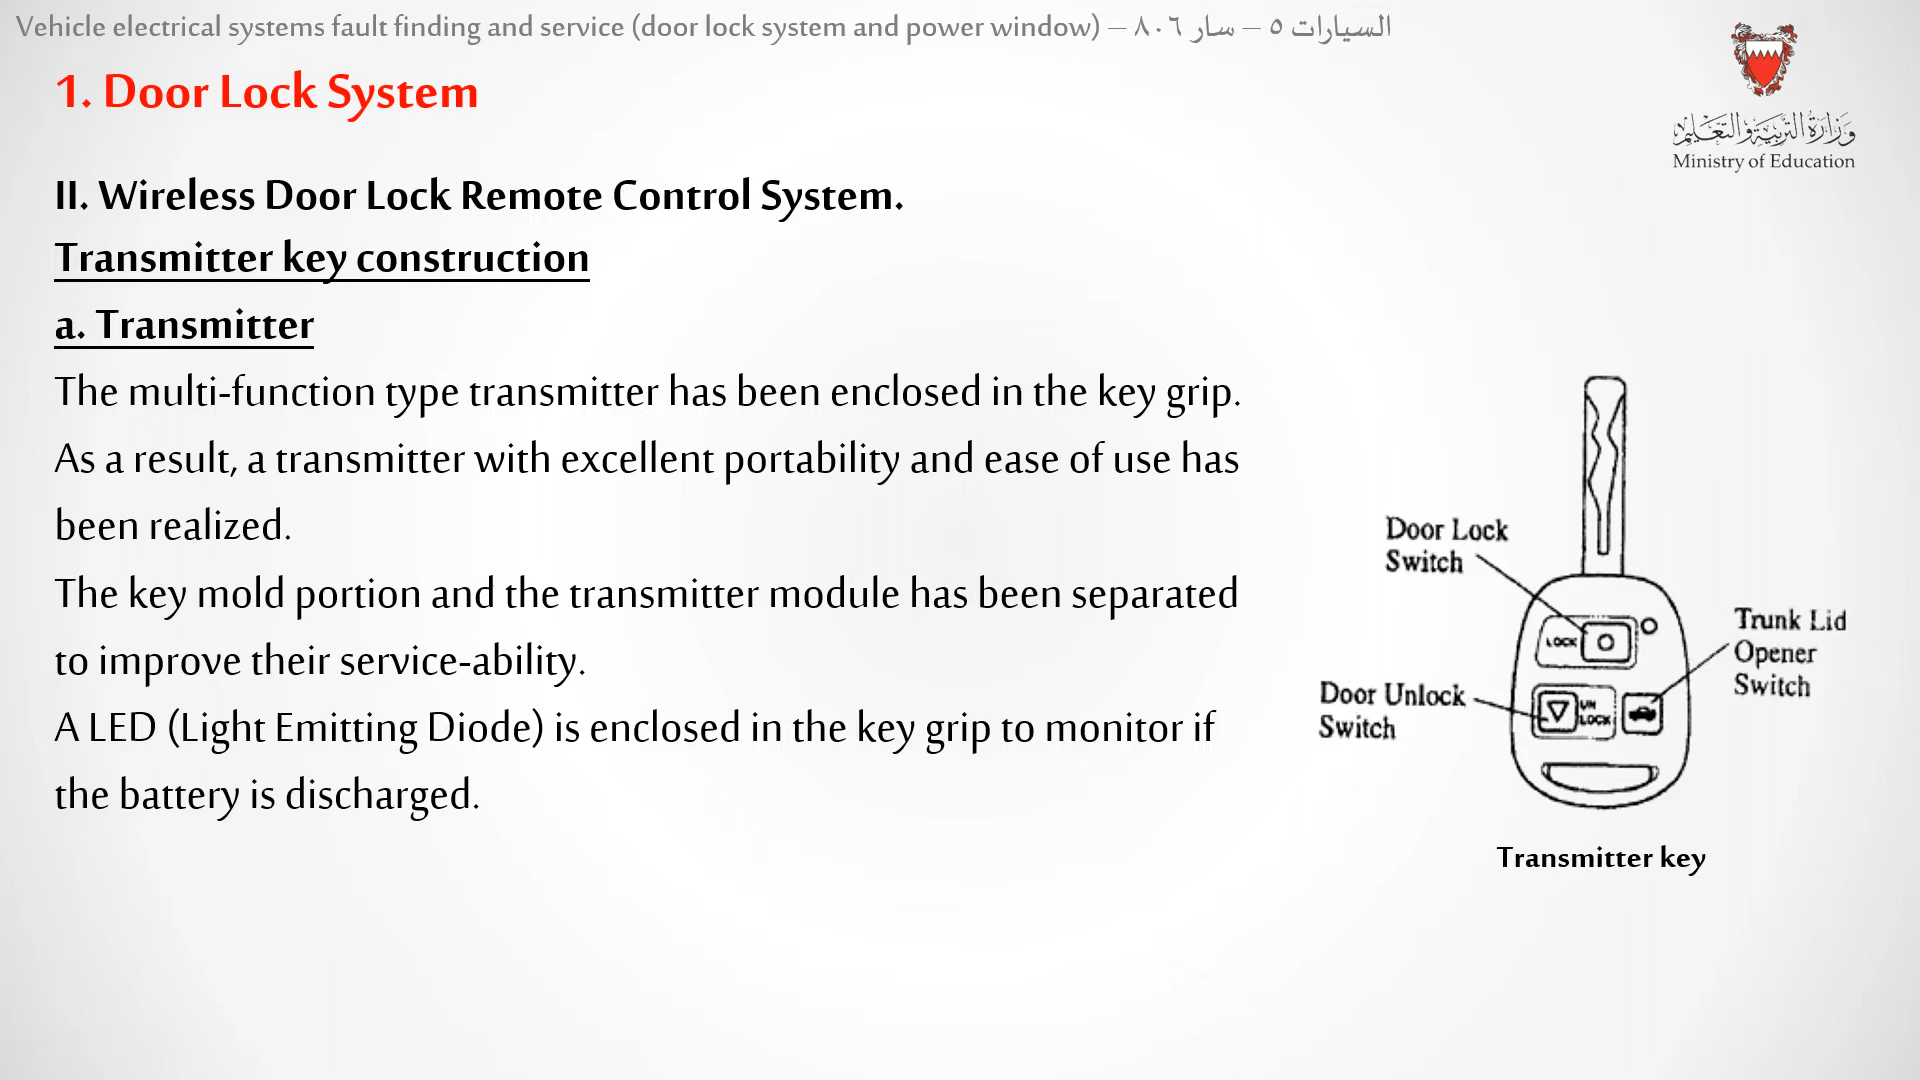 Vehicle electrical systems fault finding and service (door lock system and power window) – السيارات ٥ – سار ٨٠٦
1. Door Lock System
وزارة التربية والتعليم
Ministry of Education
II. Wireless Door Lock Remote Control System.
Transmitter key construction
a. Transmitter
The multi-function type transmitter has been enclosed in the key grip.
As a result, a transmitter with excellent portability and ease of use has
been realized.
The key mold portion and the transmitter module has been separated
to improve their service-ability.
A LED (Light Emitting Diode) is enclosed in the key grip to monitor if
the battery is discharged.
Door Lock
Switch
LOCK
Trunk Lid
Opener
Switch
Door Unlock
Switch
UN
LOCK
Transmitter key